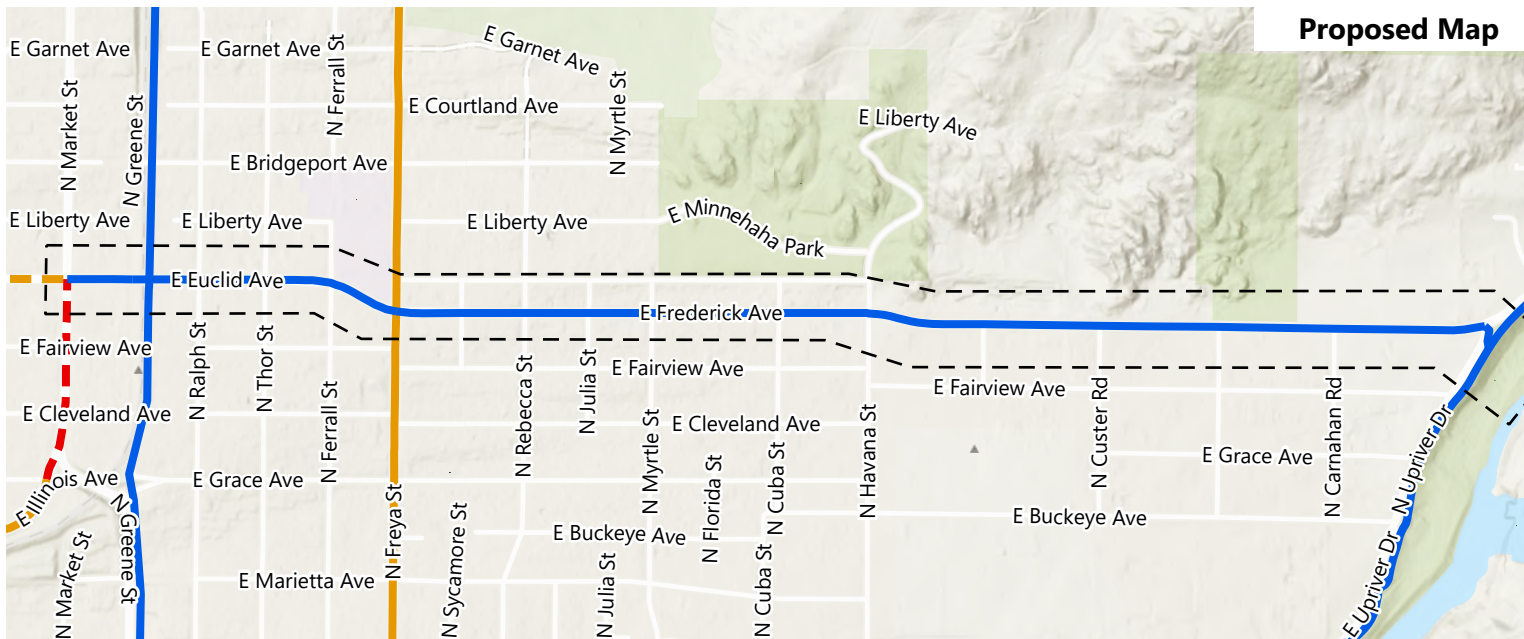 Proposed Map
E Garnet Ave
E Garnet Ave
E Garnet Ave
N Market St
N Greene St
N Ferrall St
E Courtland Ave
N Myrtle St
E Liberty Ave
E Bridgeport Ave
E Liberty Ave
E Liberty Ave
E Liberty Ave
E Minnehaha Park
E Euclid Ave
E Frederick Ave
E Fairview Ave
N Ralph St
N Thor St
N Ferrall St
N Rebecca St
N Julia St
E Fairview Ave
E Fairview Ave
N Custer Rd
N Carnahan Rd
E Cleveland Ave
N Myrtle St
E Cleveland Ave
N Florida St
N Cuba St
N Havana St
N Upriver Dr
E Illinois Ave
E Grace Ave
E Grace Ave
N Greene St
N Freya St
N Sycamore St
E Buckeye Ave
E Buckeye Ave
N Market St
E Marietta Ave
N Julia St
N Cuba St
E Upriver Dr